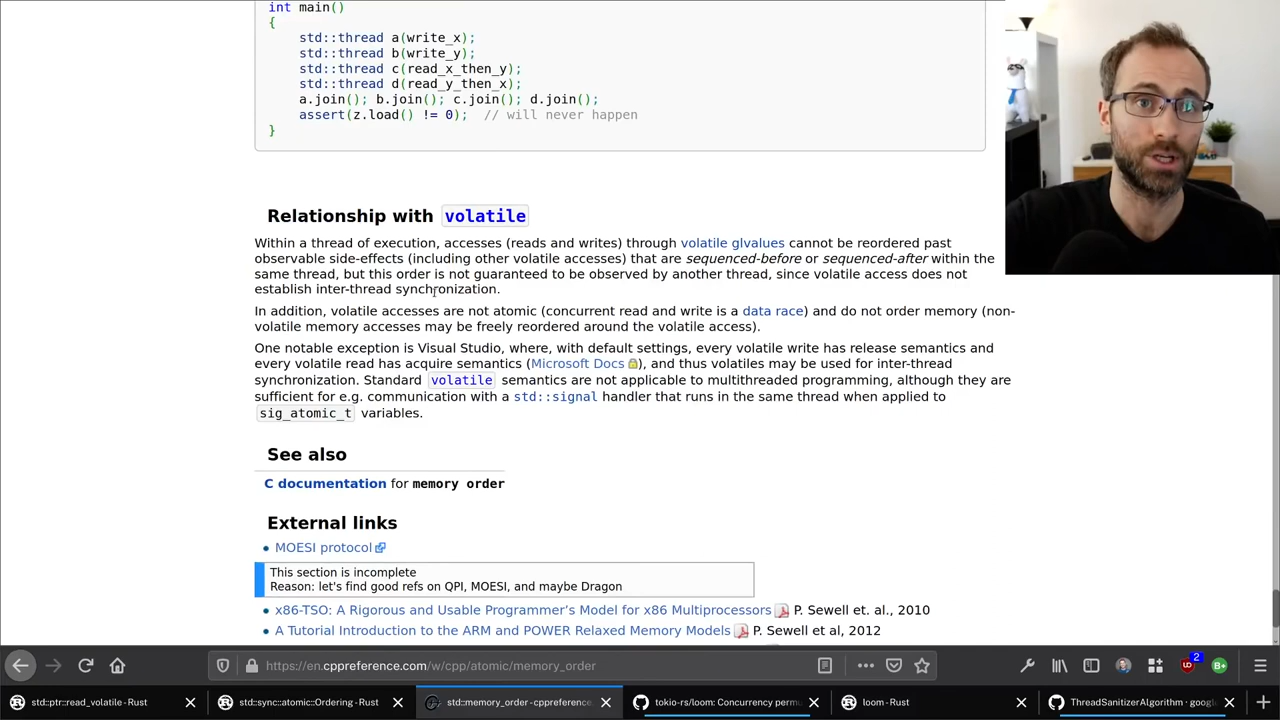 int main()
{
std::thread a(write_x);
std::thread b(write_y);
std::thread c(read_x_then_y);
std::thread d(read_y_then_x);
a.join(); b.join(); c.join(); d.join();
assert(z.load() != 0);  // will never happen
}
Relationship with volatile
Within a thread of execution, accesses (reads and writes) through volatile glvalues cannot be reordered past
observable side-effects (including other volatile accesses) that are sequenced-before or sequenced-after within the
same thread, but this order is not guaranteed to be observed by another thread, since volatile access does not
establish inter-thread synchronization.
In addition, volatile accesses are not atomic (concurrent read and write is a data race) and do not order memory (non-
volatile memory accesses may be freely reordered around the volatile access).
One notable exception is Visual Studio, where, with default settings, every volatile write has release semantics and
every volatile read has acquire semantics (Microsoft Docs), and thus volatiles may be used for inter-thread
synchronization. Standard volatile semantics are not applicable to multithreaded programming, although they are
sufficient for e.g. communication with a std::signal handler that runs in the same thread when applied to
sig_atomic_t variables.
See also
C documentation for memory order
External links
MOESI protocol
This section is incomplete
Reason: let's find good refs on QPI, MOESI, and maybe Dragon
x86-TSO: A Rigorous and Usable Programmer's Model for x86 Multiprocessors P. Sewell et. al., 2010
A Tutorial Introduction to the ARM and POWER Relaxed Memory Models P. Sewell et al, 2012
https://en.cppreference.com/w/cpp/atomic/memory_order
2
std::ptr::read_volatile - Rust
std::sync::atomic::Ordering - Rust
std::memory_order - cppreference.
tokio-rs/loom: Concurrency perm
loom - Rust
ThreadSanitizerAlgorithm · googl